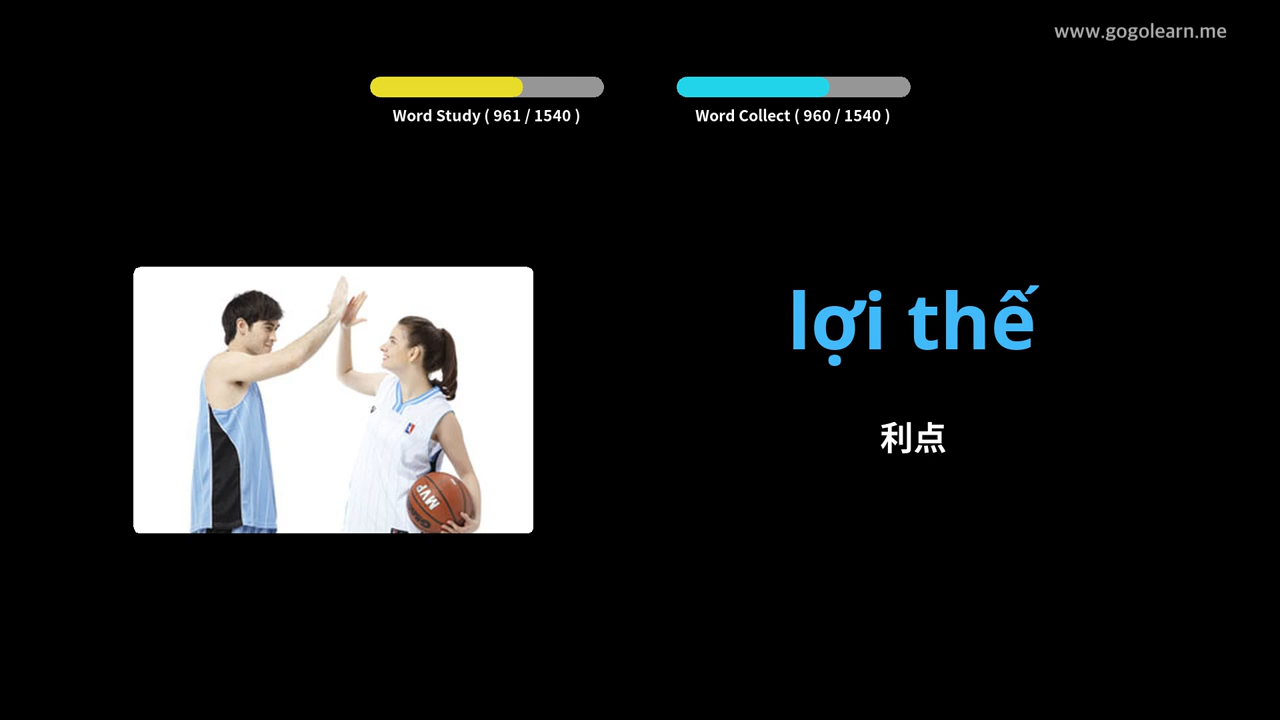 www.gogolearn.me
Word Study ( 961 / 1540 )
Word Collect ( 960 / 1540 )
lợi thế
利点
MVP